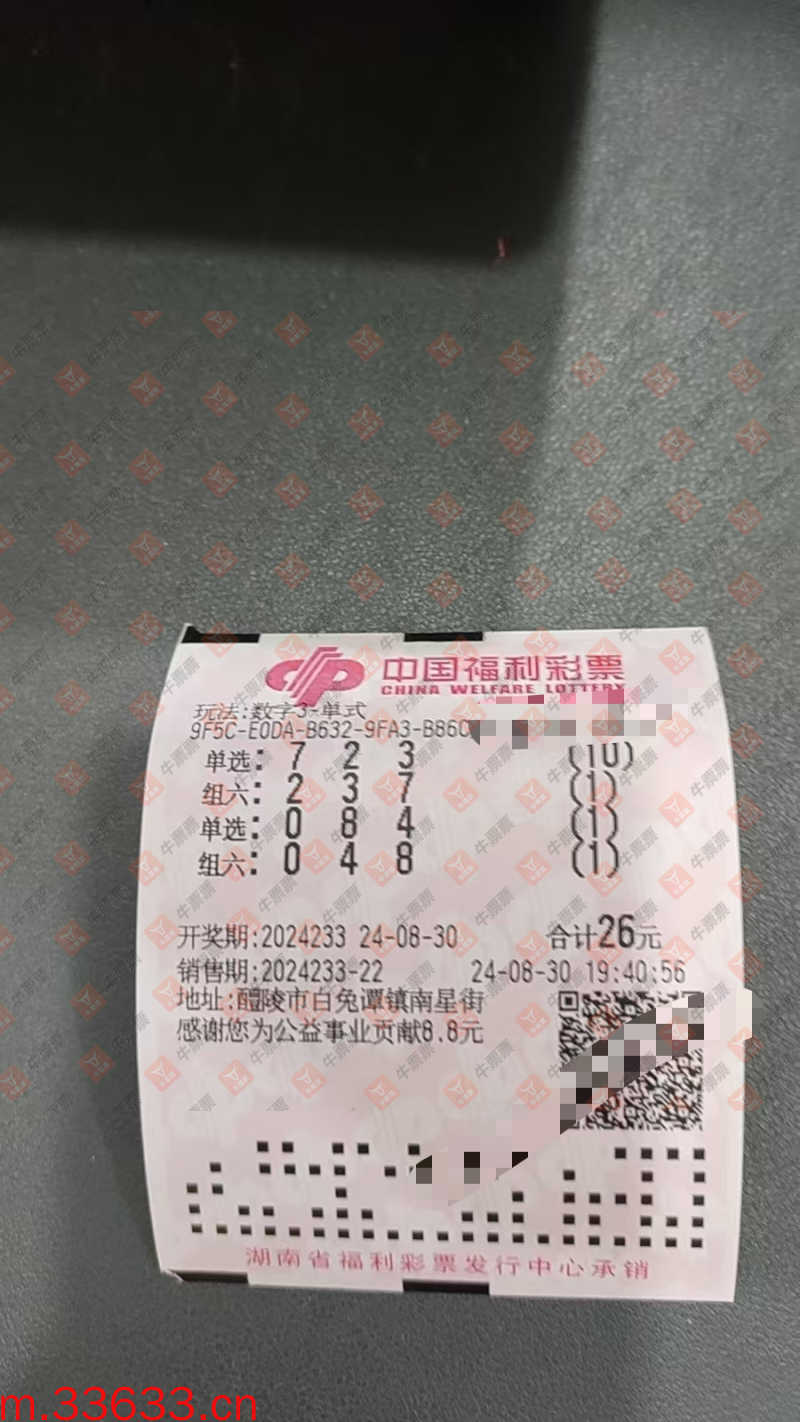 中国福利彩票
CHINA WELFARE LOTTERY
玩法:数字3-单式
9F5C-E0DA-B632-9FA3-B860
单选: 7 2 3 (10)
组六: 2 3 7 (1)
单选: 0 8 4 (1)
组六: 0 4 8 (1)
开奖期:2024233 24-08-30 合计26元
销售期:2024233-22 24-08-30 19:40:56
地址:醴陵市白兔潭镇南星街
感谢您为公益事业贡献8.8元
湖南省福利彩票发行中心承销
牛票票
m.33633.cn